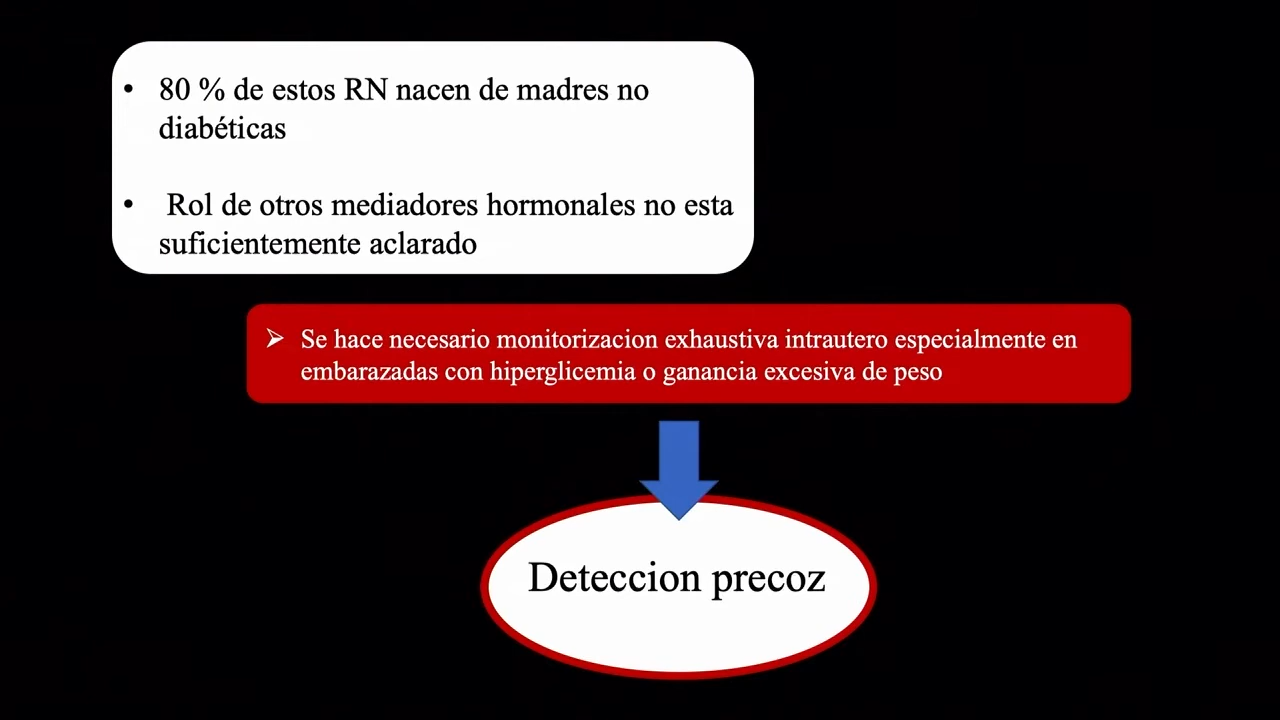 • 80 % de estos RN nacen de madres no
diabéticas
• Rol de otros mediadores hormonales no esta
suficientemente aclarado
➢ Se hace necesario monitorizacion exhaustiva intrautero especialmente en
embarazadas con hiperglicemia o ganancia excesiva de peso
Deteccion precoz